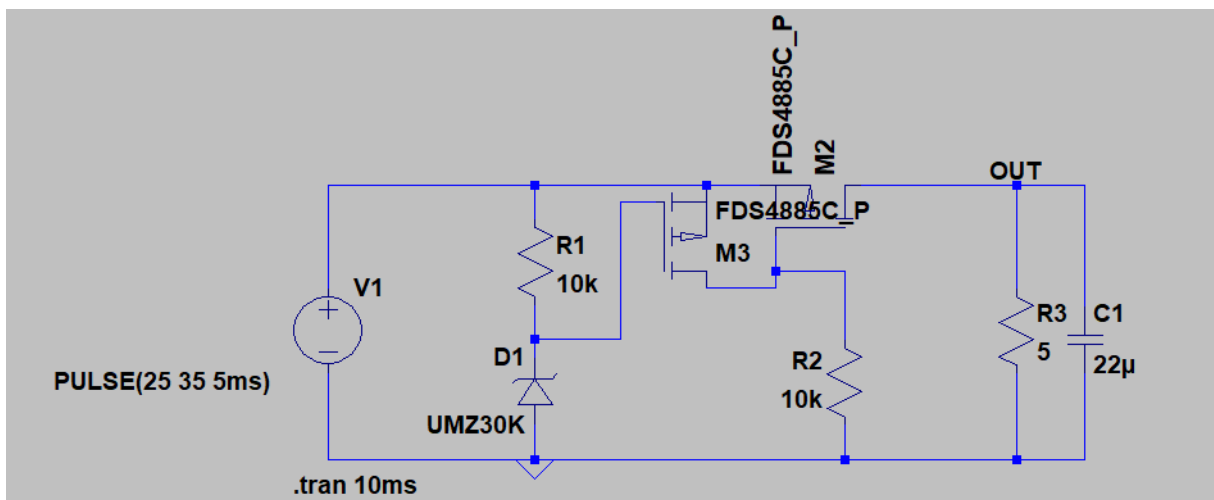 FDS4885C_P
M2
OUT
FDS4885C_P
M3
R1
10k
V1
R3
5
C1
22µ
D1
R2
10k
PULSE(25 35 5ms)
UMZ30K
.tran 10ms